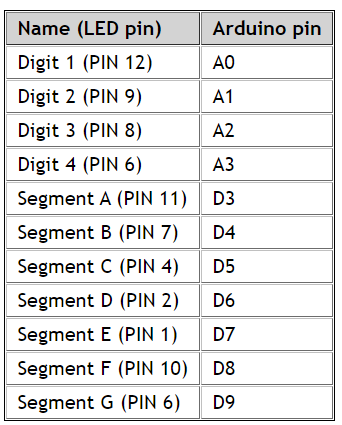 Name (LED pin) Arduino pin
Digit 1 (PIN 12) A0
Digit 2 (PIN 9) A1
Digit 3 (PIN 8) A2
Digit 4 (PIN 6) A3
Segment A (PIN 11) D3
Segment B (PIN 7) D4
Segment C (PIN 4) D5
Segment D (PIN 2) D6
Segment E (PIN 1) D7
Segment F (PIN 10) D8
Segment G (PIN 6) D9